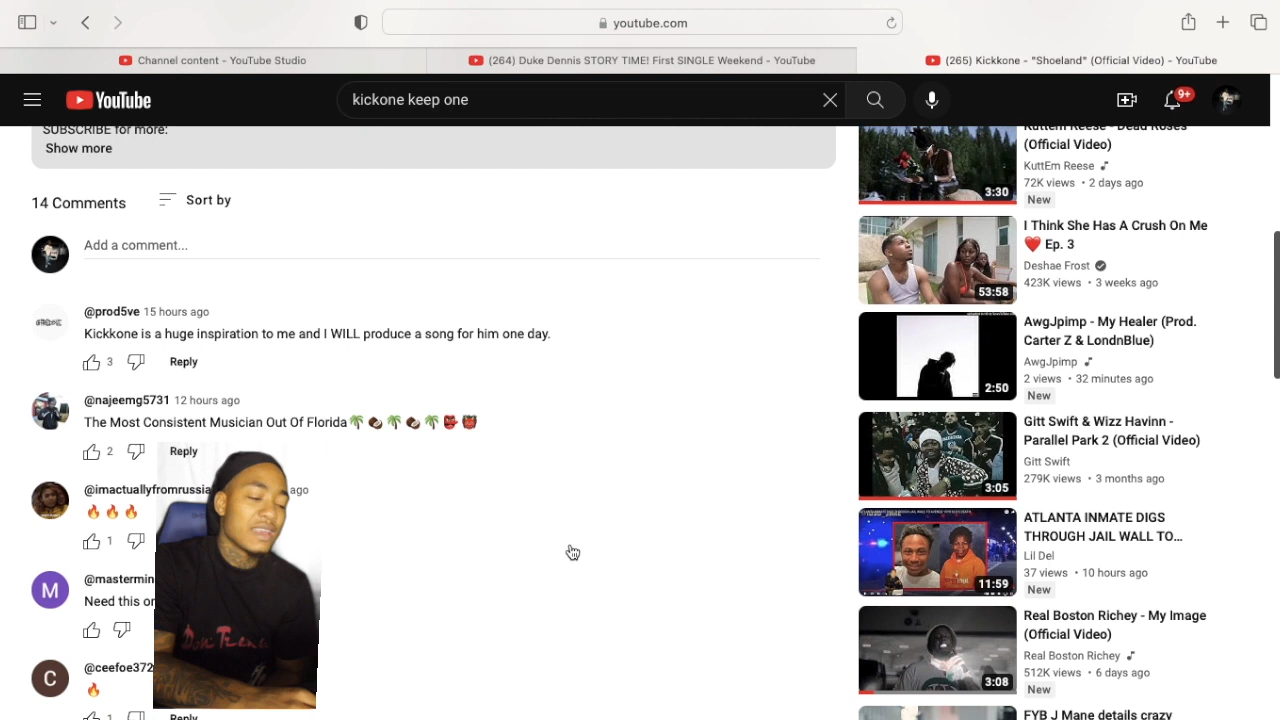 youtube.com
Channel content - YouTube Studio
(264) Duke Dennis STORY TIME! First SINGLE Weekend - YouTube
(265) Kickkone - "Shoeland" (Official Video) - YouTube
YouTube
kickone keep one
9+
SUBSCRIBE for more:
Show more
14 Comments
Sort by
Add a comment...
@prod5ve 15 hours ago
Kickkone is a huge inspiration to me and I WILL produce a song for him one day.
3
Reply
@najeemg5731 12 hours ago
The Most Consistent Musician Out Of Florida🌴🥥🌴🥥🌴👺👹
2
Reply
@imactuallyfromrussia ago
🔥🔥🔥
1
M
@mastermin
Need this on
C
@ceefoe372
🔥
1
Reply
KuttEm Reese - Dead Roses
(Official Video)
KuttEm Reese
72K views • 2 days ago
New
3:30
I Think She Has A Crush On Me
❤️ Ep. 3
Deshae Frost
423K views • 3 weeks ago
53:58
AwgJpimp - My Healer (Prod.
Carter Z & LondnBlue)
AwgJpimp
2 views • 32 minutes ago
New
2:50
Gitt Swift & Wizz Havinn -
Parallel Park 2 (Official Video)
Gitt Swift
279K views • 3 months ago
3:05
ATLANTA INMATE DIGS
THROUGH JAIL WALL TO...
Lil Del
37 views • 10 hours ago
New
11:59
Real Boston Richey - My Image
(Official Video)
Real Boston Richey
512K views • 6 days ago
New
3:08
FYB J Mane details crazy